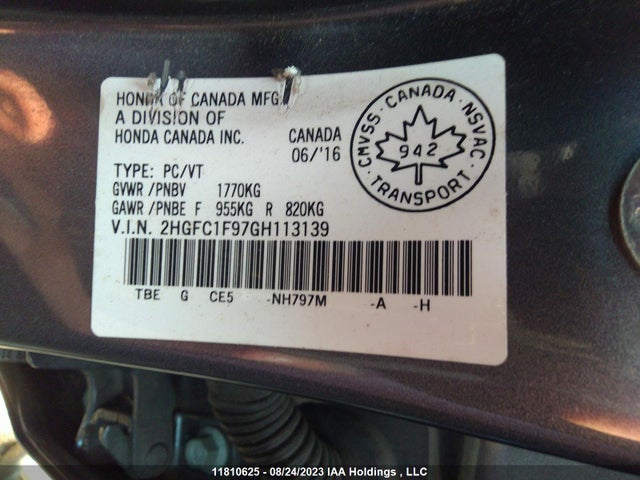 HONDA OF CANADA MFG.
A DIVISION OF
HONDA CANADA INC.
CANADA
06/'16
CMVSS · CANADA · NSVAC
942
· TRANSPORT ·
TYPE: PC/VT
GVWR /PNBV 1770KG
GAWR /PNBE F 955KG R 820KG
V.I.N. 2HGFC1F97GH113139
TBE G CE5 -NH797M -A -H
11810625 - 08/24/2023 IAA Holdings , LLC